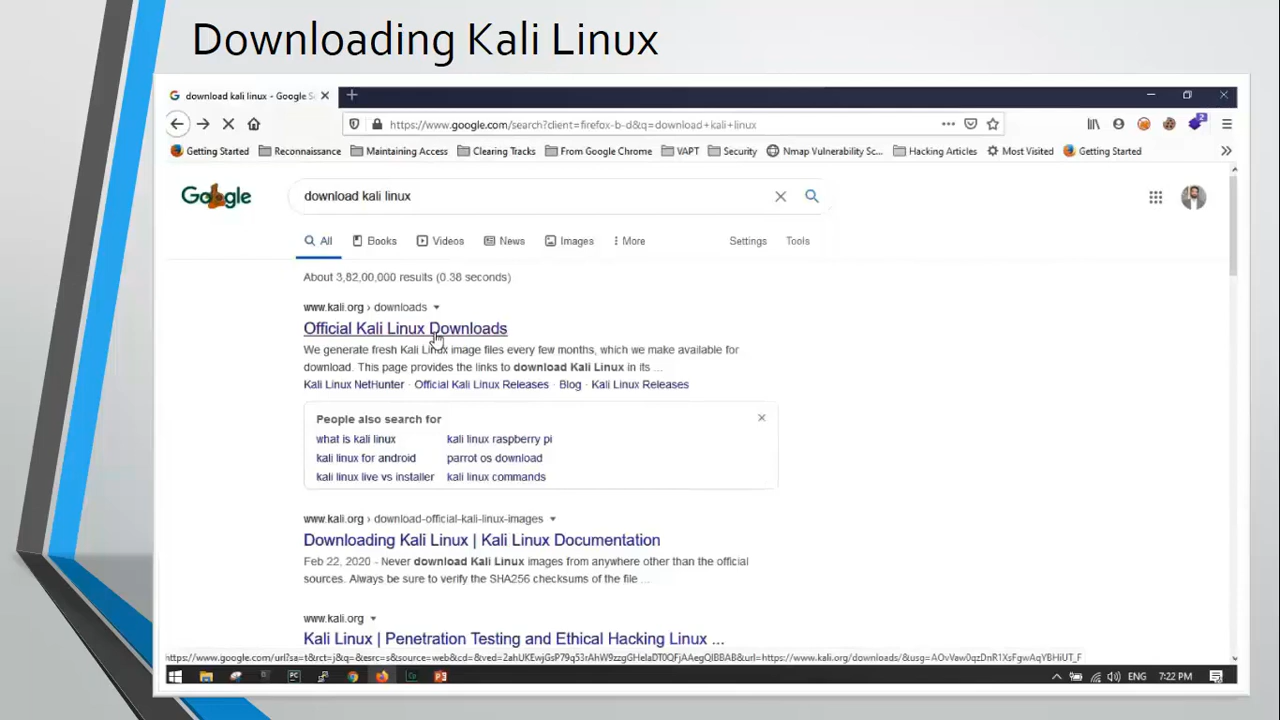 Downloading Kali Linux
download kali linux - Google S
https://www.google.com/search?client=firefox-b-d&q=download+kali+linux
2
Getting Started Reconnaissance Maintaining Access Clearing Tracks From Google Chrome VAPT Security Nmap Vulnerability Sc... Hacking Articles Most Visited Getting Started
Google
download kali linux
All Books Videos News Images More Settings Tools
About 3,82,00,000 results (0.38 seconds)
www.kali.org › downloads
Official Kali Linux Downloads
We generate fresh Kali Linux image files every few months, which we make available for
download. This page provides the links to download Kali Linux in its ...
Kali Linux NetHunter · Official Kali Linux Releases · Blog · Kali Linux Releases
People also search for
what is kali linux kali linux raspberry pi
kali linux for android parrot os download
kali linux live vs installer kali linux commands
www.kali.org › download-official-kali-linux-images
Downloading Kali Linux | Kali Linux Documentation
Feb 22, 2020 - Never download Kali Linux images from anywhere other than the official
sources. Always be sure to verify the SHA256 checksums of the file ...
www.kali.org
Kali Linux | Penetration Testing and Ethical Hacking Linux ...
ENG 7:22 PM